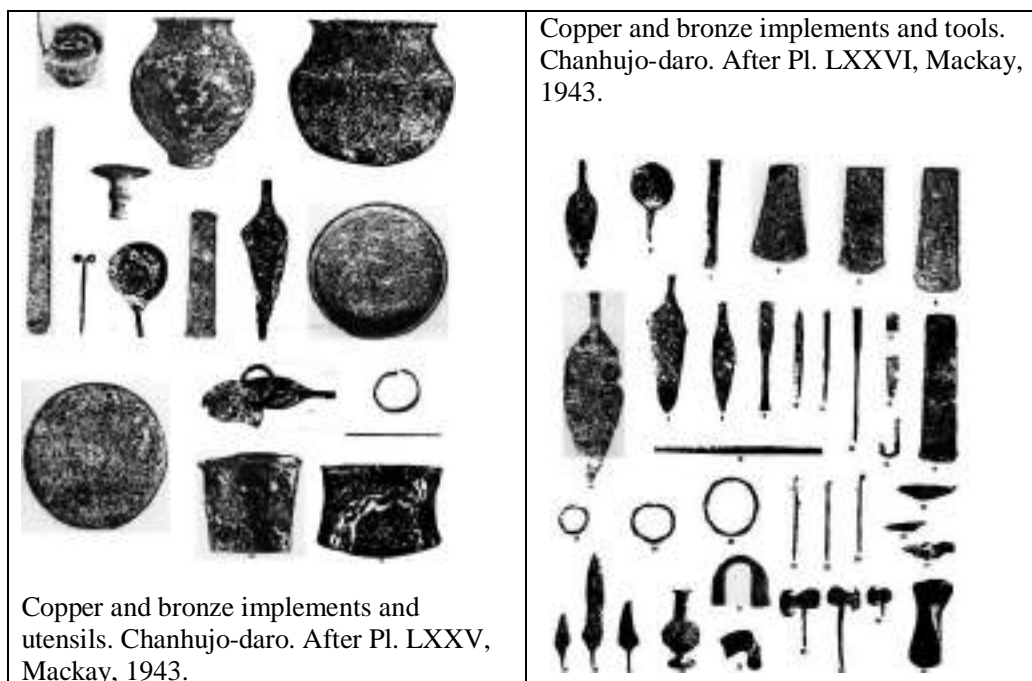 Copper and bronze implements and tools.
Chanhujo-daro. After Pl. LXXVI, Mackay,
1943.
Copper and bronze implements and
utensils. Chanhujo-daro. After Pl. LXXV,
Mackay, 1943.